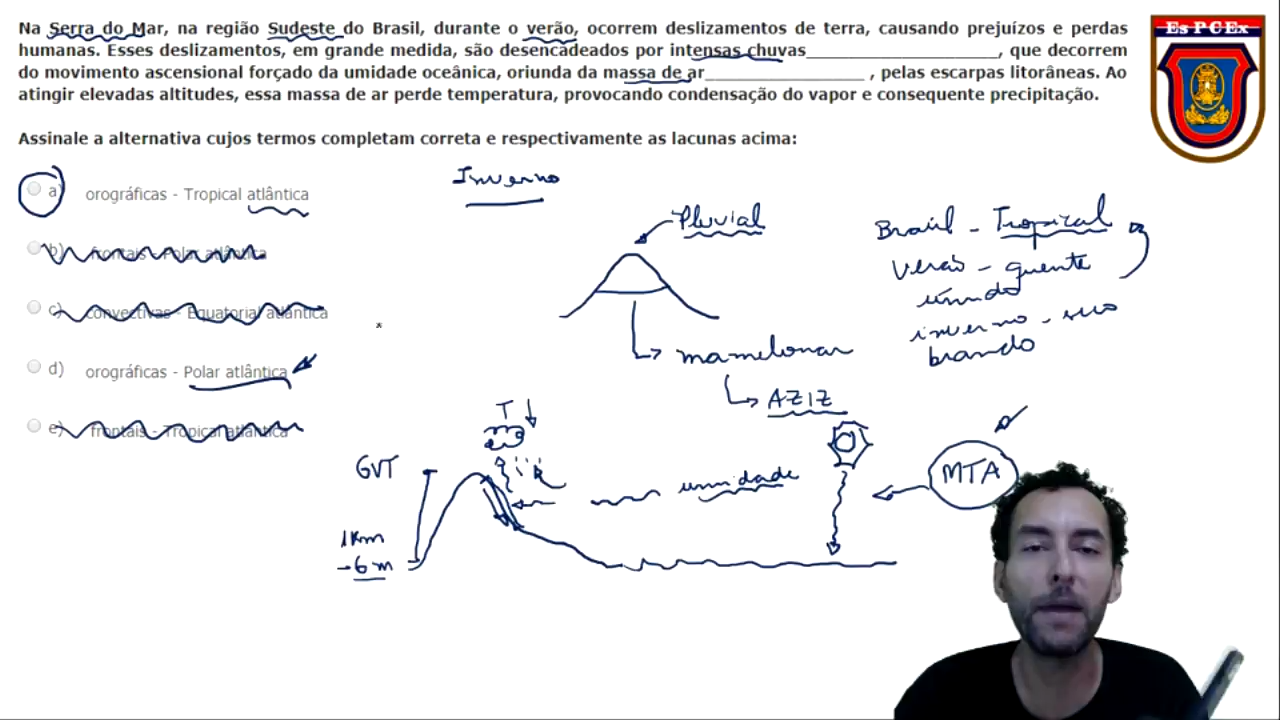 Na Serra do Mar, na região Sudeste do Brasil, durante o verão, ocorrem deslizamentos de terra, causando prejuízos e perdas
humanas. Esses deslizamentos, em grande medida, são desencadeados por intensas chuvas____________________, que decorrem
do movimento ascensional forçado da umidade oceânica, oriunda da massa de ar_________________ , pelas escarpas litorâneas. Ao
atingir elevadas altitudes, essa massa de ar perde temperatura, provocando condensação do vapor e consequente precipitação.
EsPCEx
Assinale a alternativa cujos termos completam correta e respectivamente as lacunas acima:
Inverno
a) orográficas - Tropical atlântica
Pluvial
Brasil - Tropical
b) frontais - Polar atlântica
verão - quente
úmido
c) convectivas - Equatorial atlântica
inverno - seco
brando
mamelonar
d) orográficas - Polar atlântica
AZIZ
T
e) frontais - Tropical atlântica
GVT
umidade
MTA
1Km
-6m